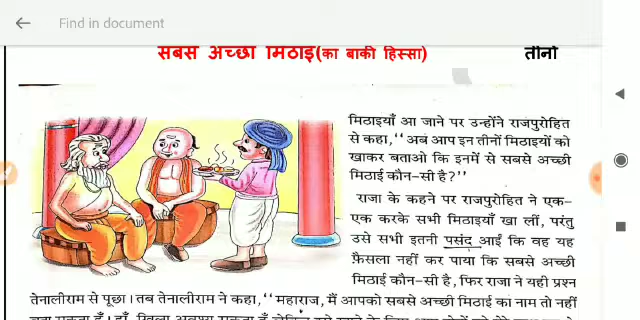 Find in document
सबसे अच्छी मिठाई(का बाकी हिस्सा) तीनों
मिठाइयाँ आ जाने पर उन्होंने राजपुरोहित
से कहा,‘‘अब आप इन तीनों मिठाइयों को
खाकर बताओ कि इनमें से सबसे अच्छी
मिठाई कौन-सी है?’’
राजा के कहने पर राजपुरोहित ने एक-
एक करके सभी मिठाइयाँ खा लीं, परंतु
उसे सभी इतनी पसंद आईं कि वह यह
फ़ैसला नहीं कर पाया कि सबसे अच्छी
मिठाई कौन-सी है, फिर राजा ने यही प्रश्न
तेनालीराम से पूछा। तब तेनालीराम ने कहा,‘‘महाराज, मैं आपको सबसे अच्छी मिठाई का नाम तो नहीं